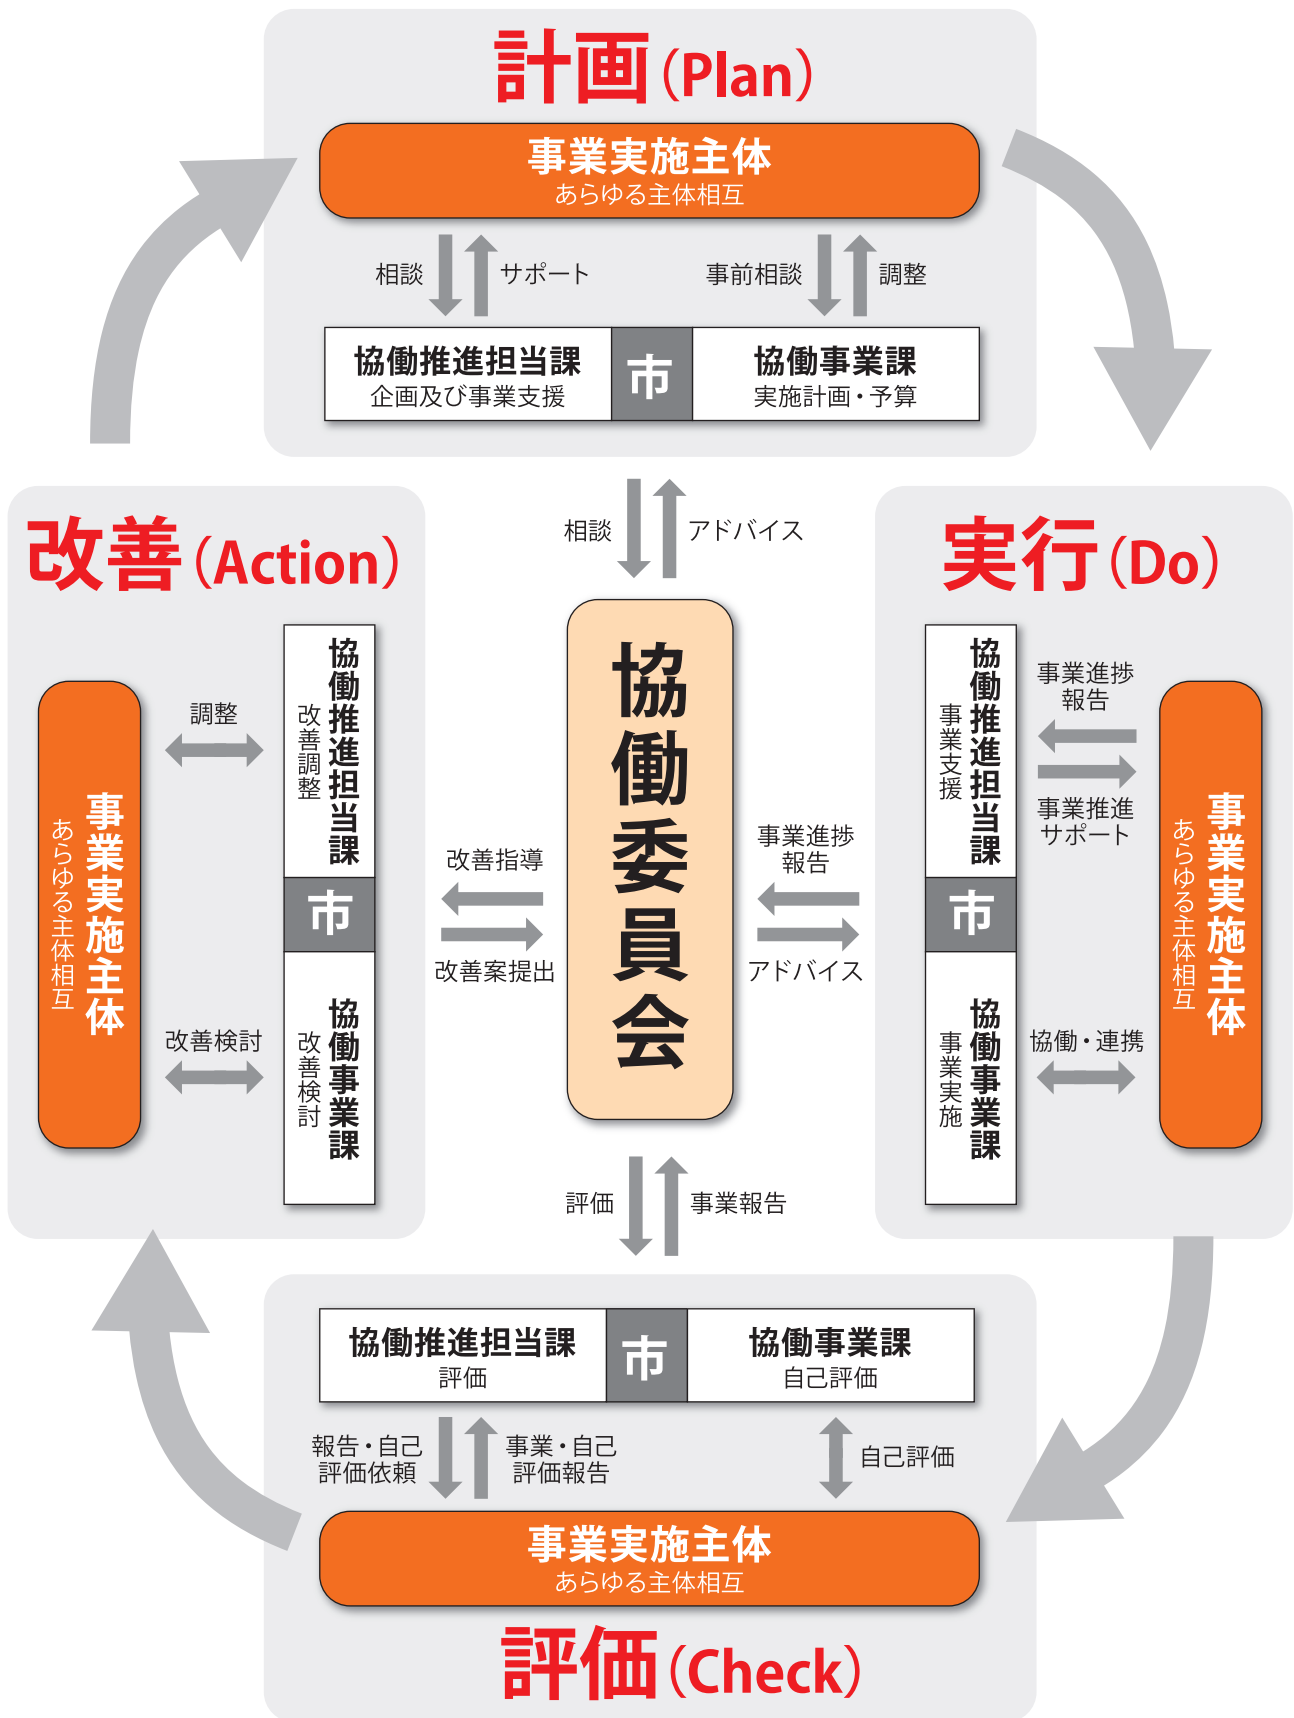 計画（Plan）
事業実施主体
あらゆる主体相互
相談
サポート
事前相談
調整
協働推進担当課
企画及び事業支援
市
協働事業課
実施計画・予算
相談
アドバイス
改善（Action）
事業実施主体
あらゆる主体相互
調整
改善検討
協働推進担当課
改善調整
市
協働事業課
改善検討
改善指導
改善案提出
協働委員会
事業進捗
報告
アドバイス
実行（Do）
協働推進担当課
事業支援
市
協働事業課
事業実施
事業進捗
報告
事業推進
サポート
協働・連携
事業実施主体
あらゆる主体相互
評価
事業報告
協働推進担当課
評価
市
協働事業課
自己評価
報告・自己
評価依頼
事業・自己
評価報告
自己評価
事業実施主体
あらゆる主体相互
評価（Check）